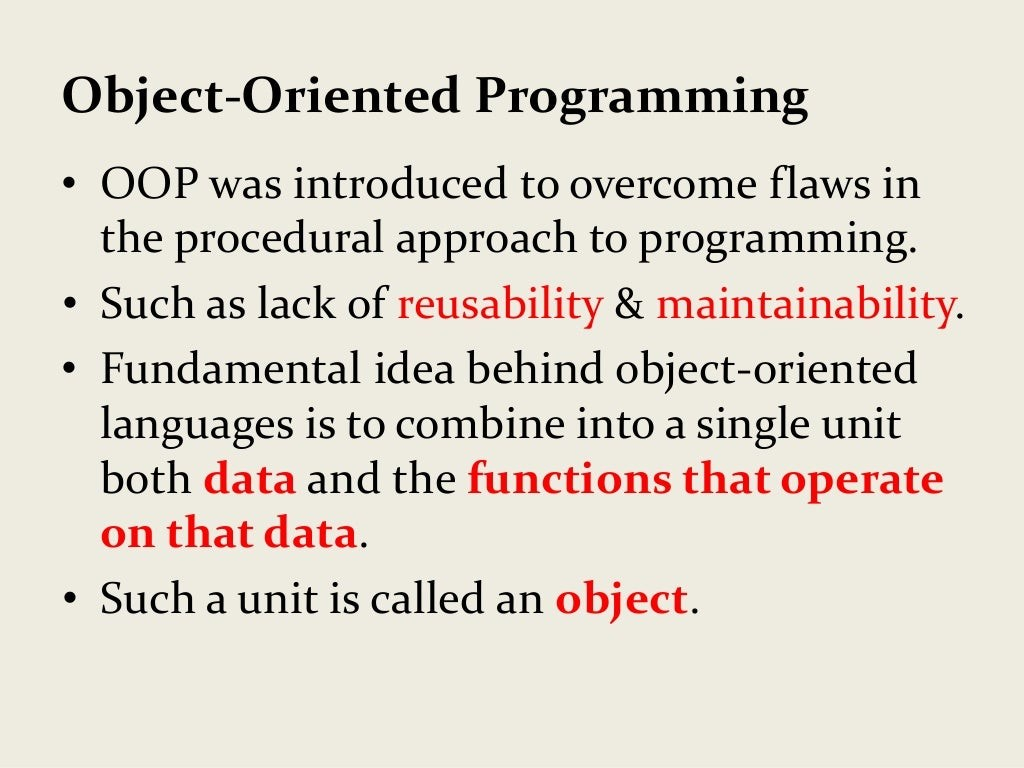 Object-Oriented Programming
• OOP was introduced to overcome flaws in
the procedural approach to programming.
• Such as lack of reusability & maintainability.
• Fundamental idea behind object-oriented
languages is to combine into a single unit
both data and the functions that operate
on that data.
• Such a unit is called an object.